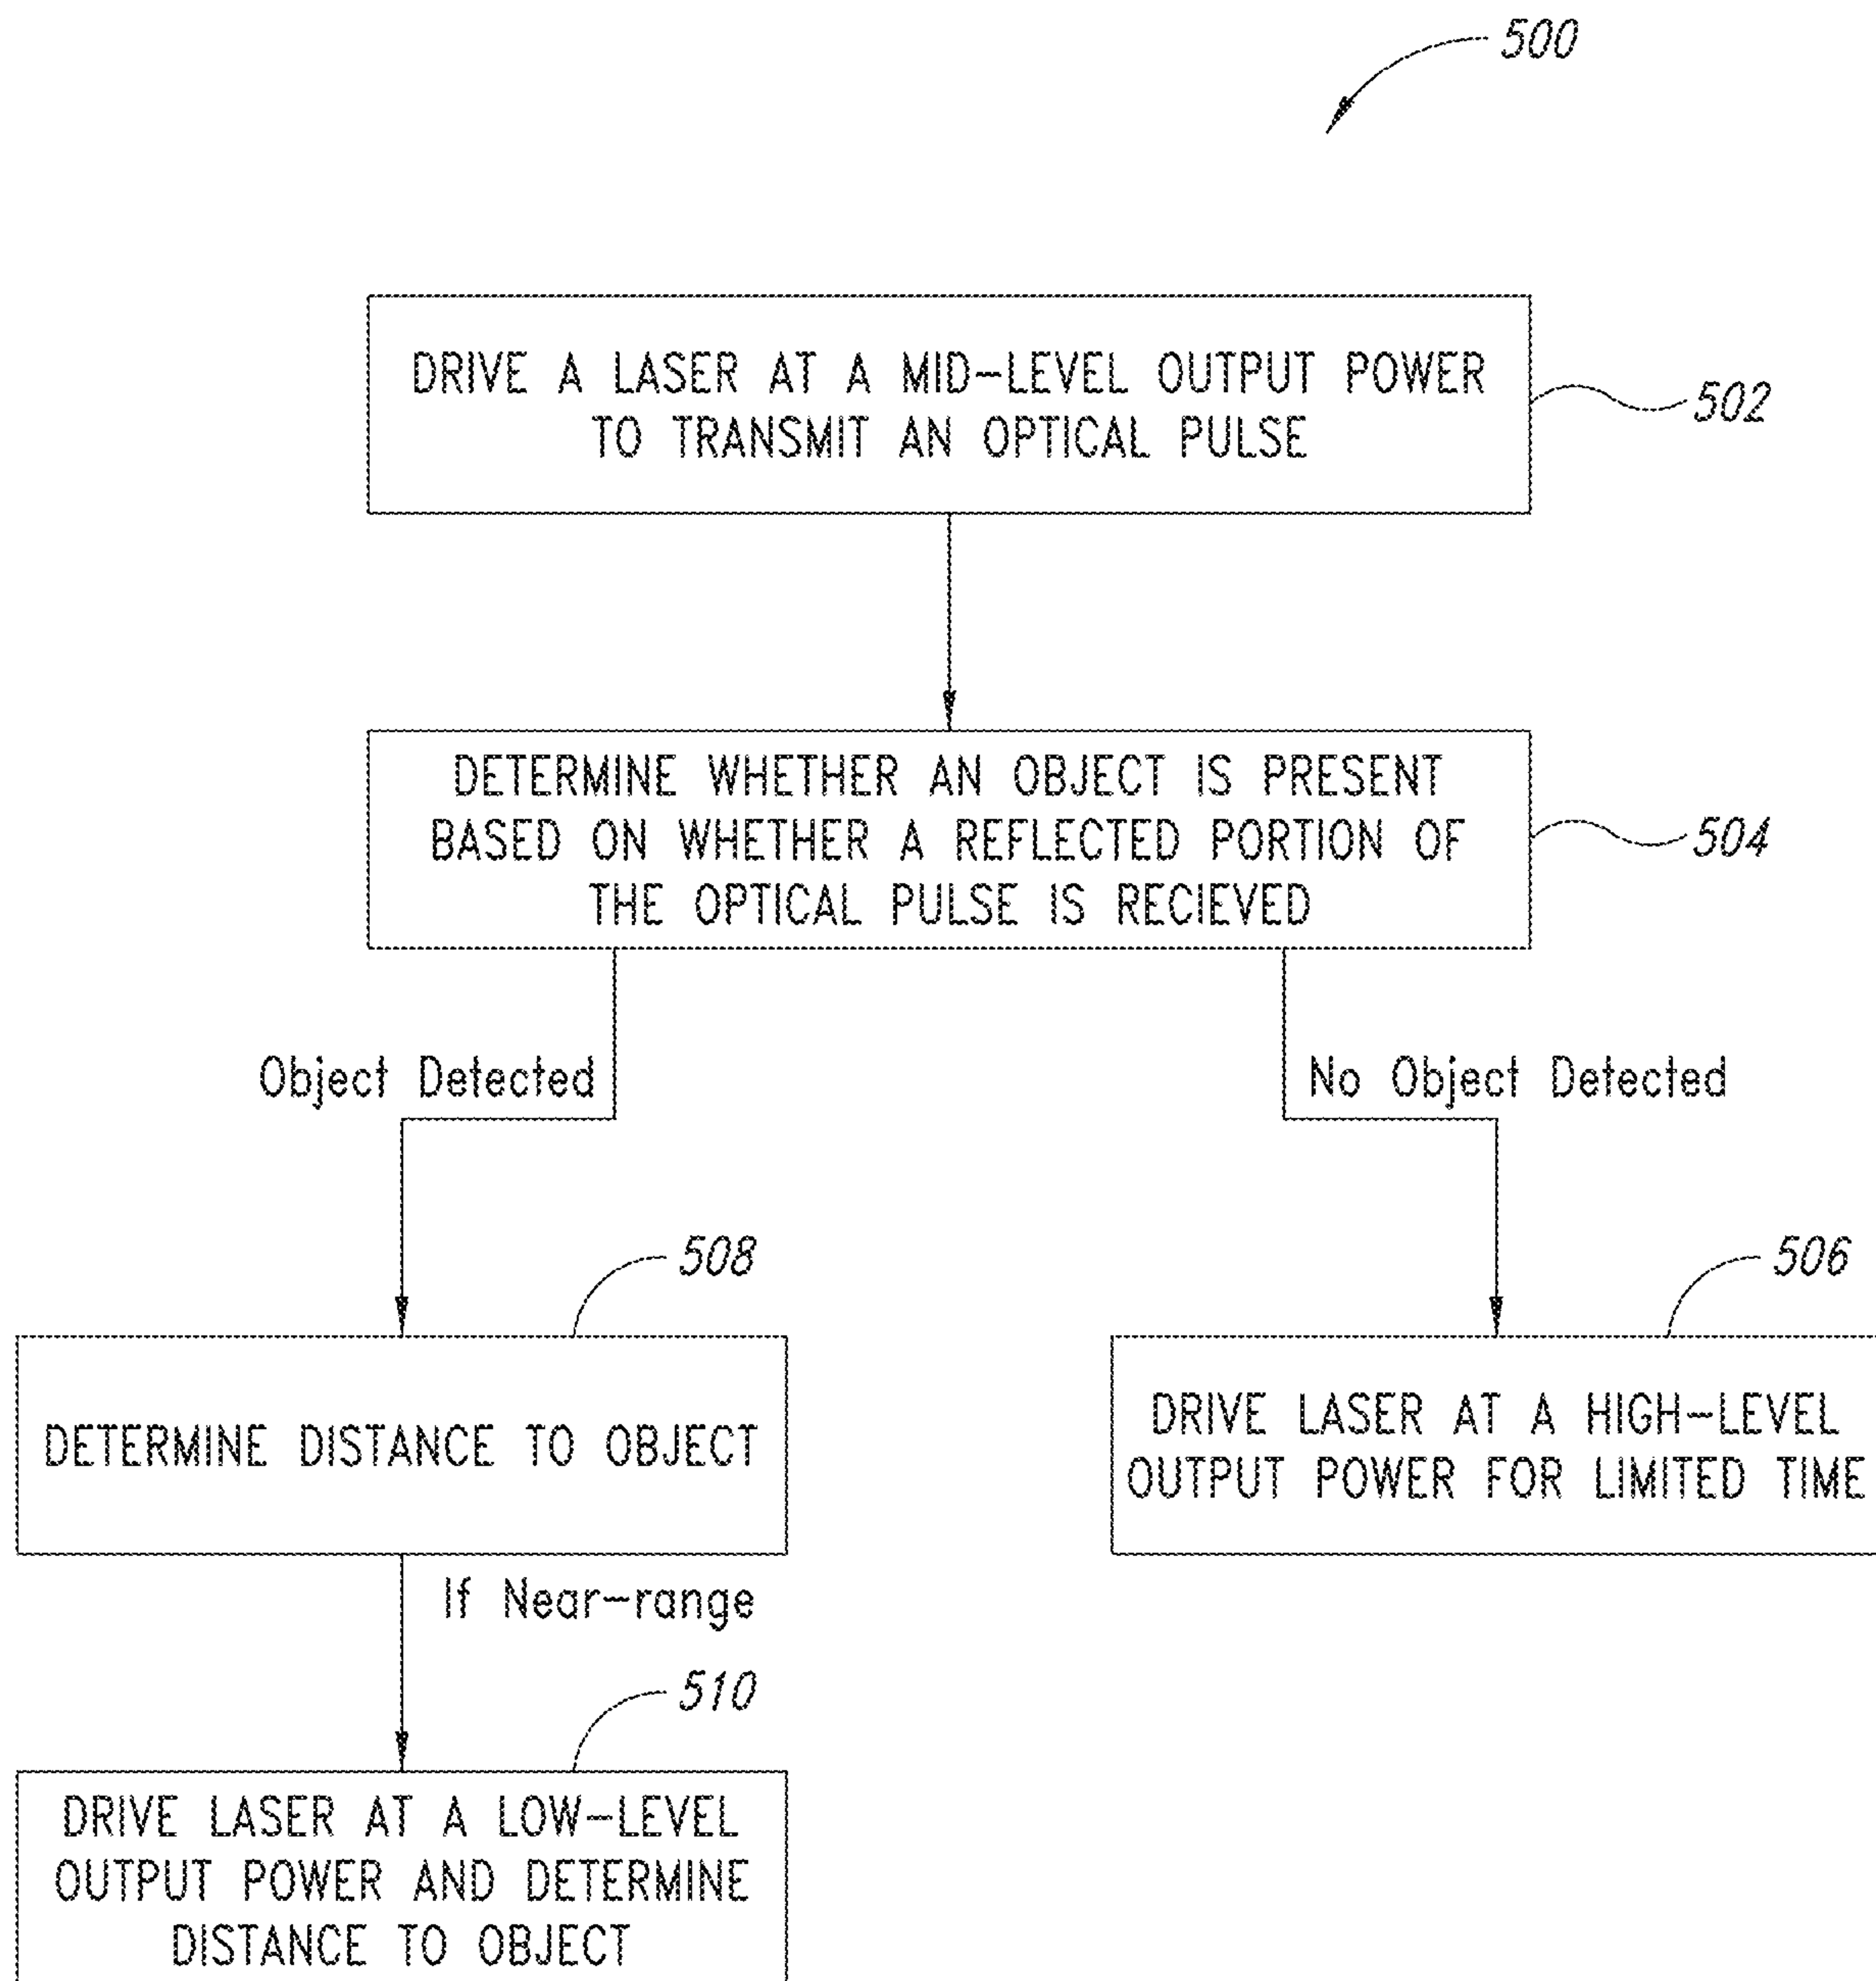 500
DRIVE A LASER AT A MID-LEVEL OUTPUT POWER
TO TRANSMIT AN OPTICAL PULSE
502
DETERMINE WHETHER AN OBJECT IS PRESENT
BASED ON WHETHER A REFLECTED PORTION OF
THE OPTICAL PULSE IS RECIEVED
504
Object Detected
No Object Detected
508
506
DETERMINE DISTANCE TO OBJECT
DRIVE LASER AT A HIGH-LEVEL
OUTPUT POWER FOR LIMITED TIME
If Near-range
510
DRIVE LASER AT A LOW-LEVEL
OUTPUT POWER AND DETERMINE
DISTANCE TO OBJECT